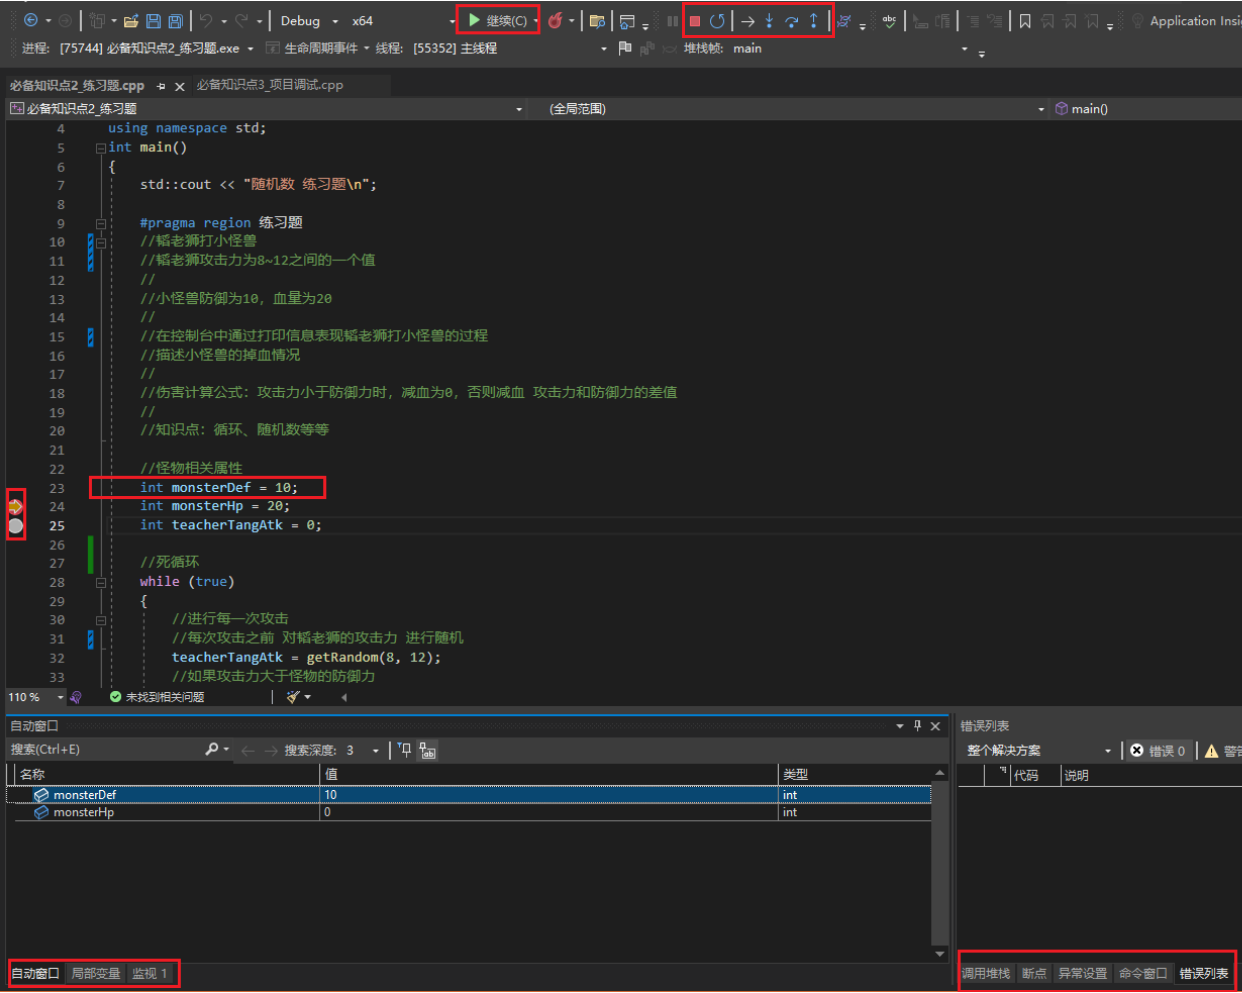 Debug x64 继续(C) abc Application Insi
进程: [75744] 必备知识点2_练习题.exe 生命周期事件 线程: [55352] 主线程 堆栈帧: main
必备知识点2_练习题.cpp 必备知识点3_项目调试.cpp
必备知识点2_练习题 (全局范围) main()
4 using namespace std;
5 int main()
6 {
7 std::cout << "随机数 练习题\n";
8
9 #pragma region 练习题
10 //韬老狮打小怪兽
11 //韬老狮攻击力为8~12之间的一个值
12 //
13 //小怪兽防御为10, 血量为20
14 //
15 //在控制台中通过打印信息表现韬老狮打小怪兽的过程
16 //描述小怪兽的掉血情况
17 //
18 //伤害计算公式: 攻击力小于防御力时, 减血为0, 否则减血 攻击力和防御力的差值
19 //
20 //知识点: 循环、随机数等等
21
22 //怪物相关属性
23 int monsterDef = 10;
24 int monsterHp = 20;
25 int teacherTangAtk = 0;
26
27 //死循环
28 while (true)
29 {
30 //进行每一次攻击
31 //每次攻击之前 对韬老狮的攻击力 进行随机
32 teacherTangAtk = getRandom(8, 12);
33 //如果攻击力大于怪物的防御力
110 % 未找到相关问题
自动窗口
搜索(Ctrl+E) 搜索深度: 3
名称 值 类型
monsterDef 10 int
monsterHp 0 int
自动窗口 局部变量 监视 1
错误列表
整个解决方案 错误 0 警告
代码 说明
调用堆栈 断点 异常设置 命令窗口 错误列表